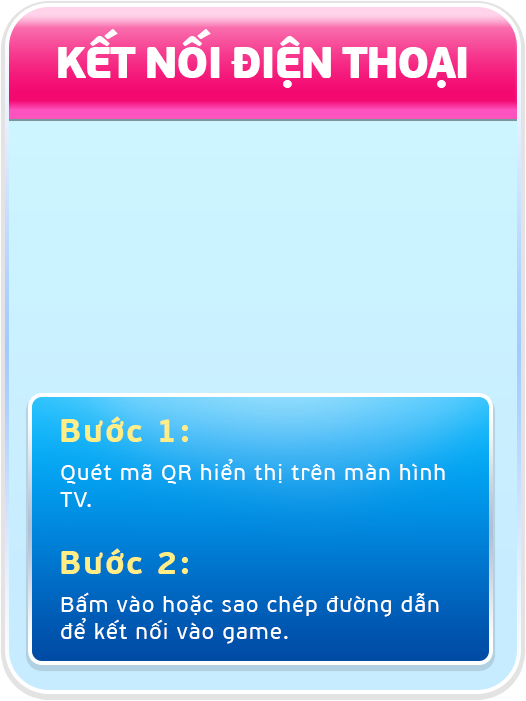 KẾT NỐI ĐIỆN THOẠI
Bước 1:
Quét mã QR hiển thị trên màn hình
TV.
Bước 2:
Bấm vào hoặc sao chép đường dẫn
để kết nối vào game.